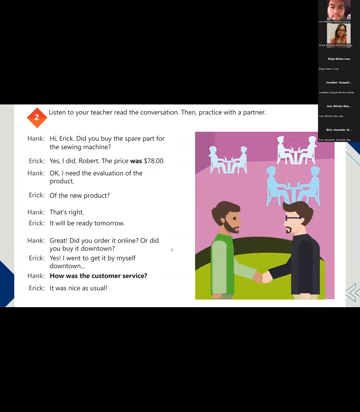 2
Listen to your teacher read the conversation. Then, practice with a partner.
Hank: Hi, Erick. Did you buy the spare part for
the sewing machine?
Erick: Yes, I did, Robert. The price was $78.00.
Hank: OK, I need the evaluation of the
product.
Erick: Of the new product?
Hank: That's right.
Erick: It will be ready tomorrow.
Hank: Great! Did you order it online? Or did
you buy it downtown?
Erick: Yes! I went to get it by myself
downtown...
Hank: How was the customer service?
Erick: It was nice as usual!